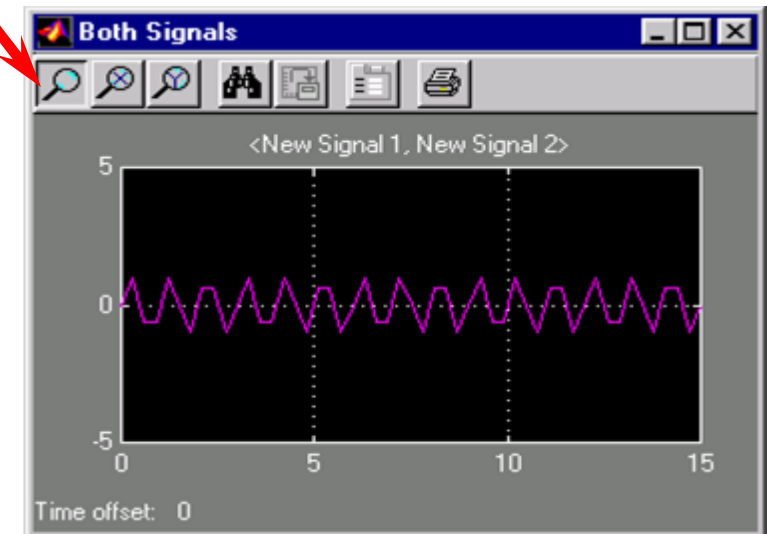 Both Signals
<New Signal 1, New Signal 2>
5
0
-5
0 5 10 15
Time offset: 0